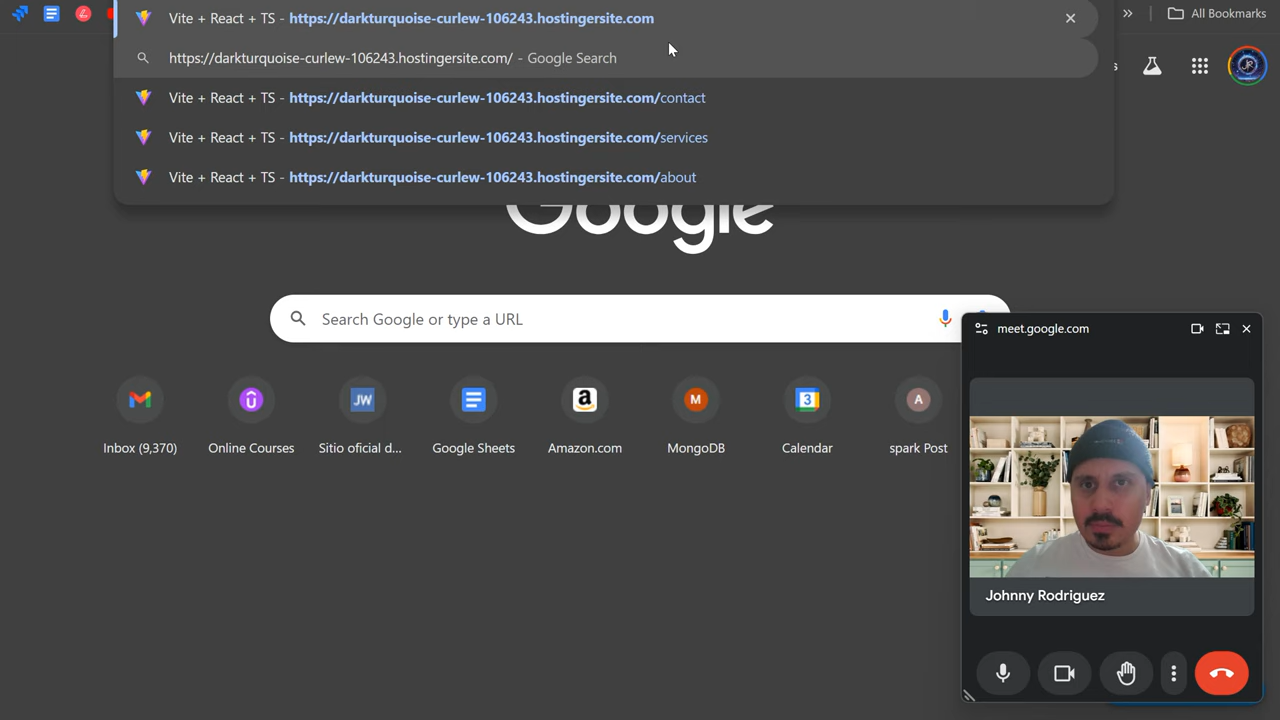 Vite + React + TS - https://darkturquoise-curlew-106243.hostingersite.com
All Bookmarks
https://darkturquoise-curlew-106243.hostingersite.com/ - Google Search
s
Vite + React + TS - https://darkturquoise-curlew-106243.hostingersite.com/contact
Vite + React + TS - https://darkturquoise-curlew-106243.hostingersite.com/services
Vite + React + TS - https://darkturquoise-curlew-106243.hostingersite.com/about
Google
Search Google or type a URL
meet.google.com
JW
M
3
A
Inbox (9,370)
Online Courses
Sitio oficial d...
Google Sheets
Amazon.com
MongoDB
Calendar
spark Post
Johnny Rodriguez